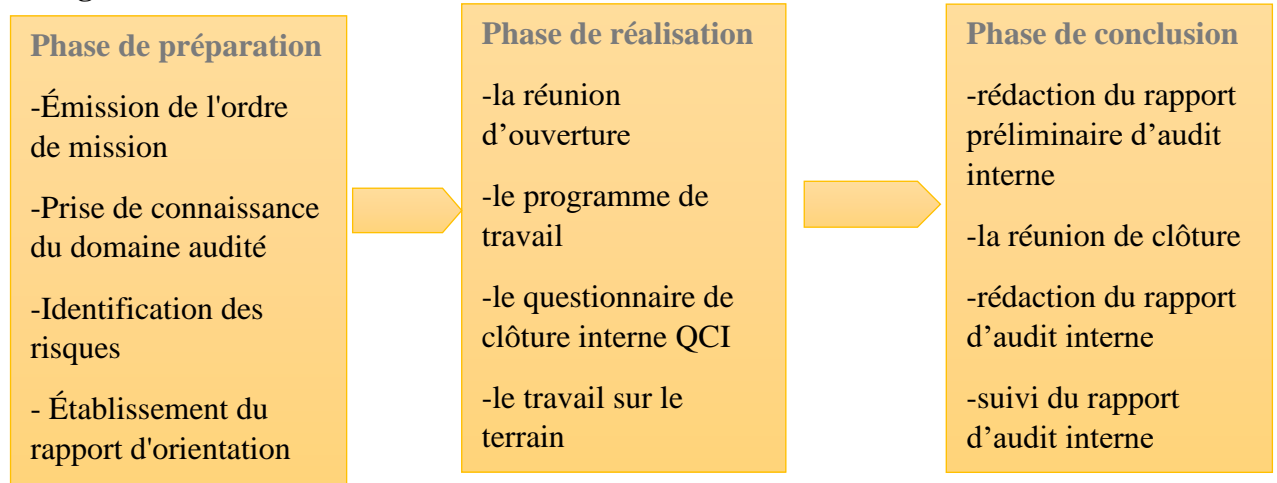 Phase de préparation
-Émission de l'ordre
de mission
-Prise de connaissance
du domaine audité
-Identification des
risques
- Établissement du
rapport d'orientation
Phase de réalisation
-la réunion
d’ouverture
-le programme de
travail
-le questionnaire de
clôture interne QCI
-le travail sur le
terrain
Phase de conclusion
-rédaction du rapport
préliminaire d’audit
interne
-la réunion de clôture
-rédaction du rapport
d’audit interne
-suivi du rapport
d’audit interne